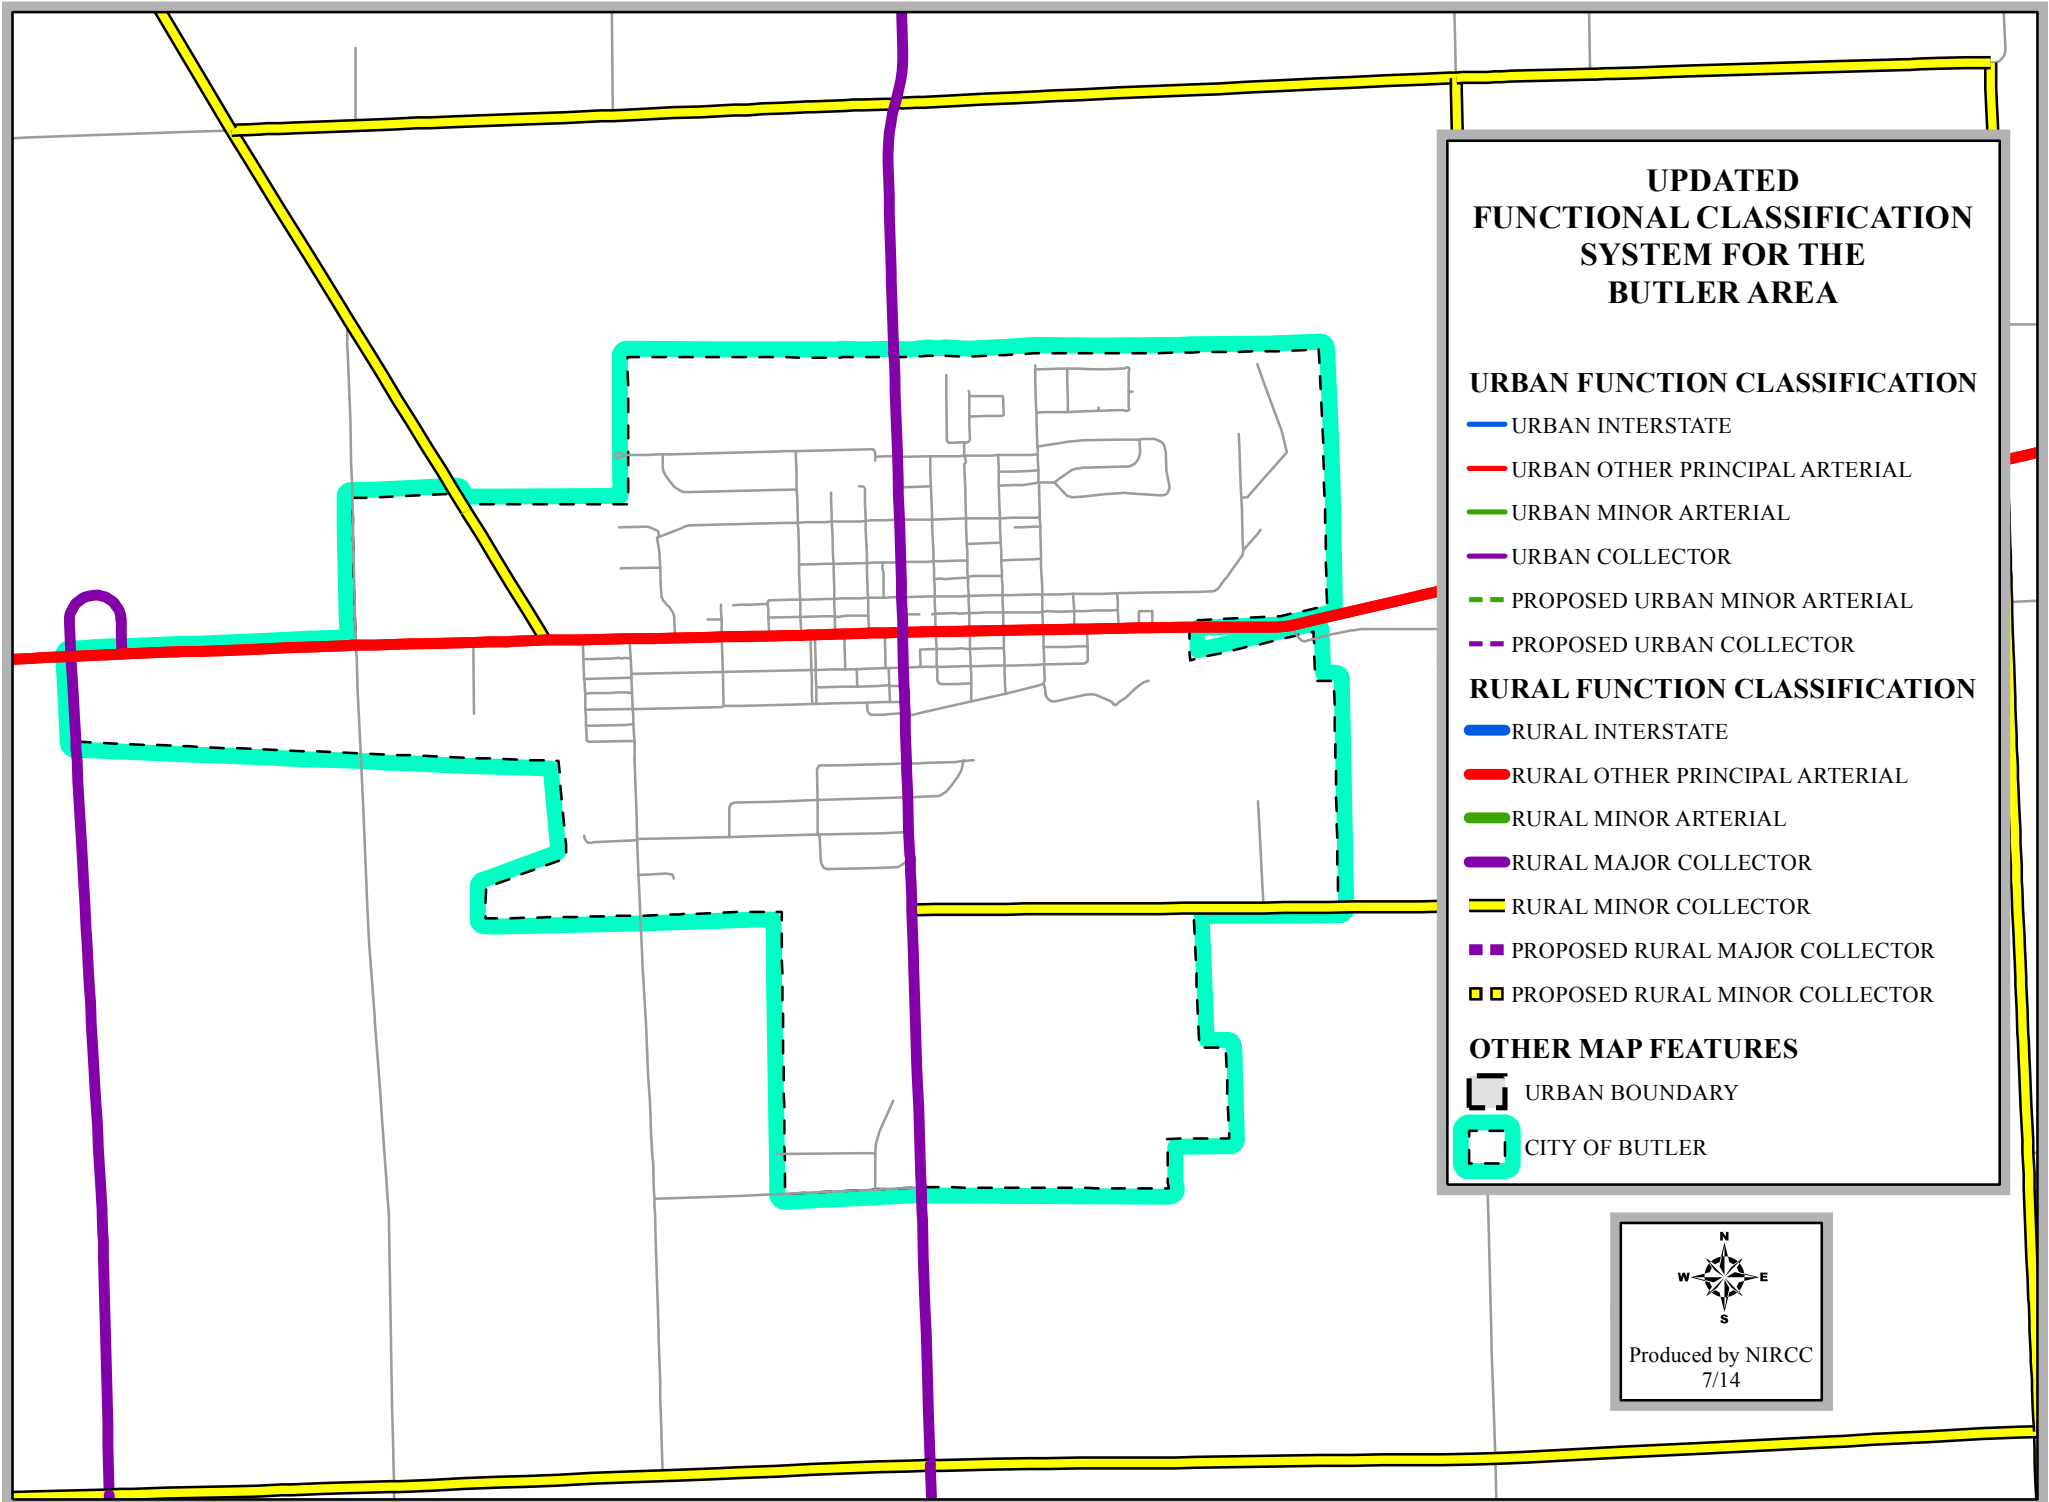 UPDATED
FUNCTIONAL CLASSIFICATION
SYSTEM FOR THE
BUTLER AREA
URBAN FUNCTION CLASSIFICATION
URBAN INTERSTATE
URBAN OTHER PRINCIPAL ARTERIAL
URBAN MINOR ARTERIAL
URBAN COLLECTOR
PROPOSED URBAN MINOR ARTERIAL
PROPOSED URBAN COLLECTOR
RURAL FUNCTION CLASSIFICATION
RURAL INTERSTATE
RURAL OTHER PRINCIPAL ARTERIAL
RURAL MINOR ARTERIAL
RURAL MAJOR COLLECTOR
RURAL MINOR COLLECTOR
PROPOSED RURAL MAJOR COLLECTOR
PROPOSED RURAL MINOR COLLECTOR
OTHER MAP FEATURES
URBAN BOUNDARY
CITY OF BUTLER
N
W E
S
Produced by NIRCC
7/14